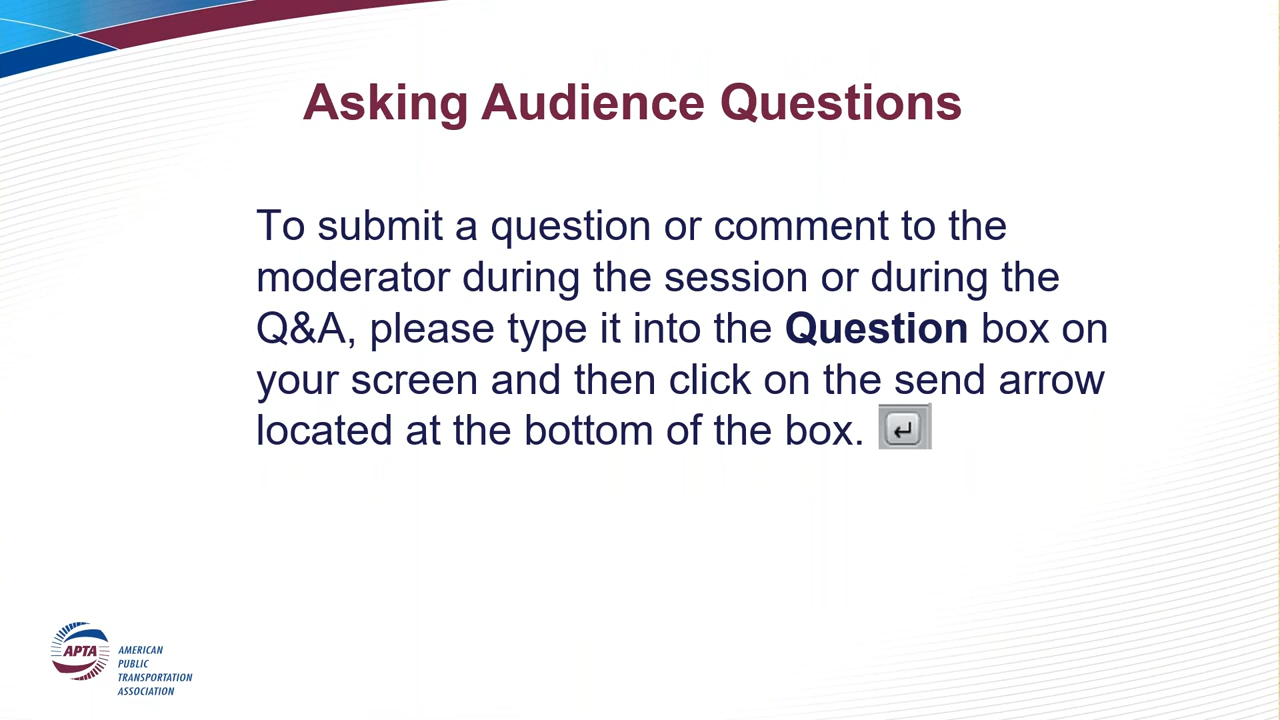 Asking Audience Questions
To submit a question or comment to the
moderator during the session or during the
Q&A, please type it into the Question box on
your screen and then click on the send arrow
located at the bottom of the box.
APTA
AMERICAN
PUBLIC
TRANSPORTATION
ASSOCIATION